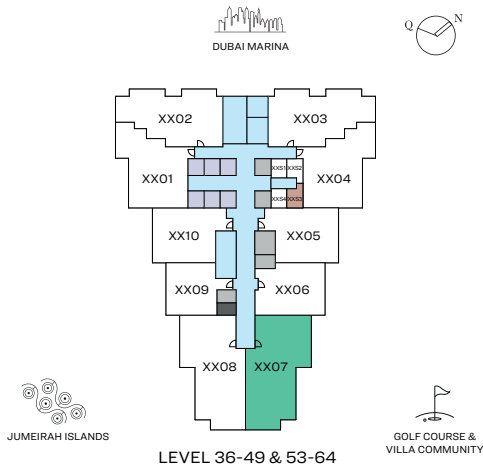 Q N
DUBAI MARINA
XX02 XX03
XXS1 XXS2
XX01 XX04
XXS4 XXS3
XX10 XX05
XX09 XX06
XX08 XX07
JUMEIRAH ISLANDS
GOLF COURSE &
VILLA COMMUNITY
LEVEL 36-49 & 53-64